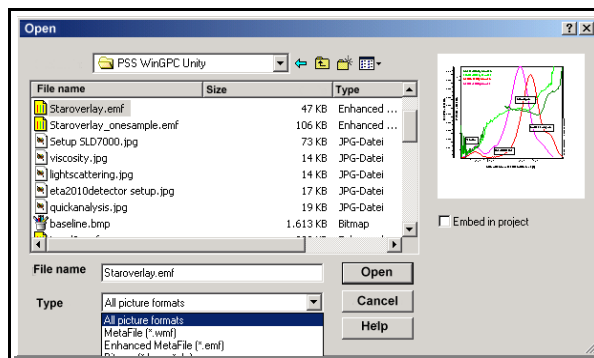 Open
PSS WinGPC Unity
File name Size Type
Staroverlay.emf 47 KB Enhanced ...
Staroverlay_onesample.emf 106 KB Enhanced ...
Setup SLD7000.jpg 73 KB JPG-Datei
viscosity.jpg 14 KB JPG-Datei
lightscattering.jpg 14 KB JPG-Datei
eta2010detector setup.jpg 17 KB JPG-Datei
quickanalysis.jpg 19 KB JPG-Datei
baseline.bmp 1.613 KB Bitmap
Embed in project
File name Staroverlay.emf Open
Type All picture formats Cancel
All picture formats
MetaFile (*.wmf) Help
Enhanced MetaFile (*.emf)